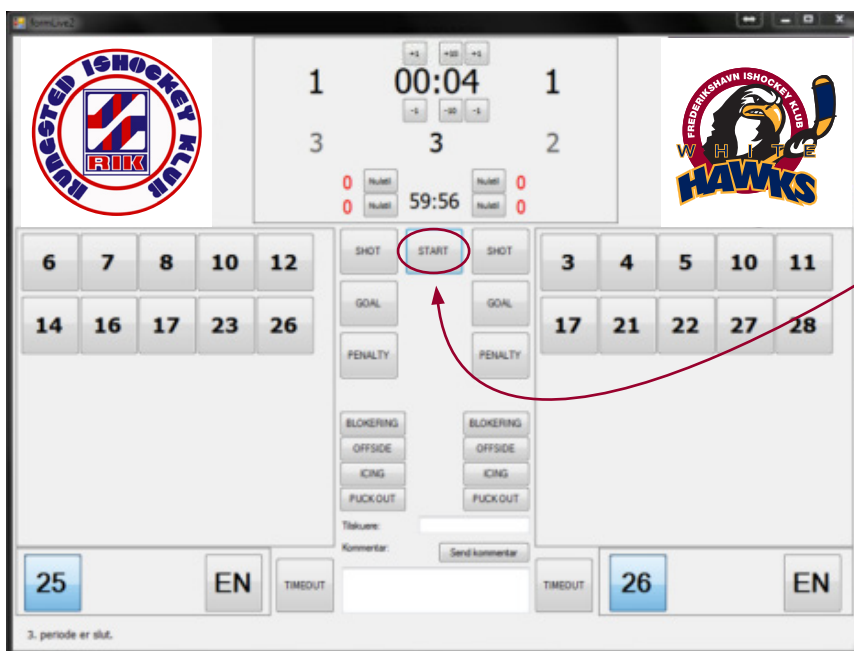 formLive2
RUNGSTED ISHOCKEY KLUB
RIK
+1 +10 +1
1 00:04 1
-1 -10 -1
3 3 2
0 Nulstil Nulstil 0
0 Nulstil 59:56 Nulstil 0
FREDERIKSHAVN ISHOCKEY KLUB
WHITE
HAWKS
6 7 8 10 12
14 16 17 23 26
SHOT START SHOT
GOAL GOAL
PENALTY PENALTY
BLOKERING BLOKERING
OFFSIDE OFFSIDE
ICING ICING
PUCK OUT PUCK OUT
Tilskuere:
Kommentar: Send kommentar
3 4 5 10 11
17 21 22 27 28
25 EN TIMEOUT TIMEOUT 26 EN
3. periode er slut.